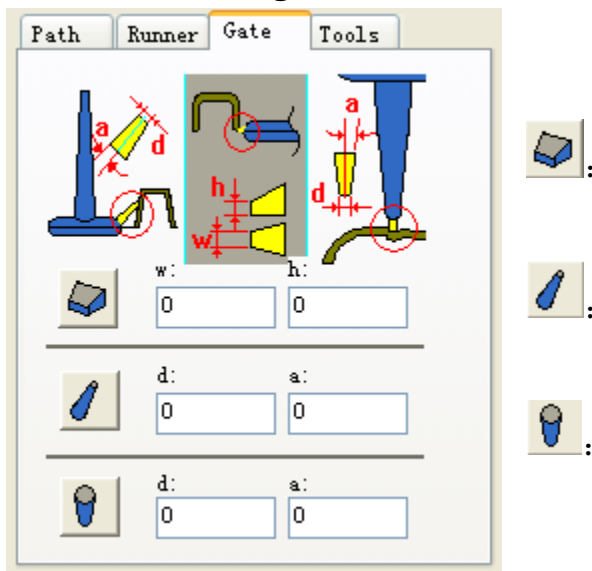 Path Runner Gate Tools
a d h w a d
w: h:
0 0
:
d: a:
0 0
:
d: a:
0 0
: